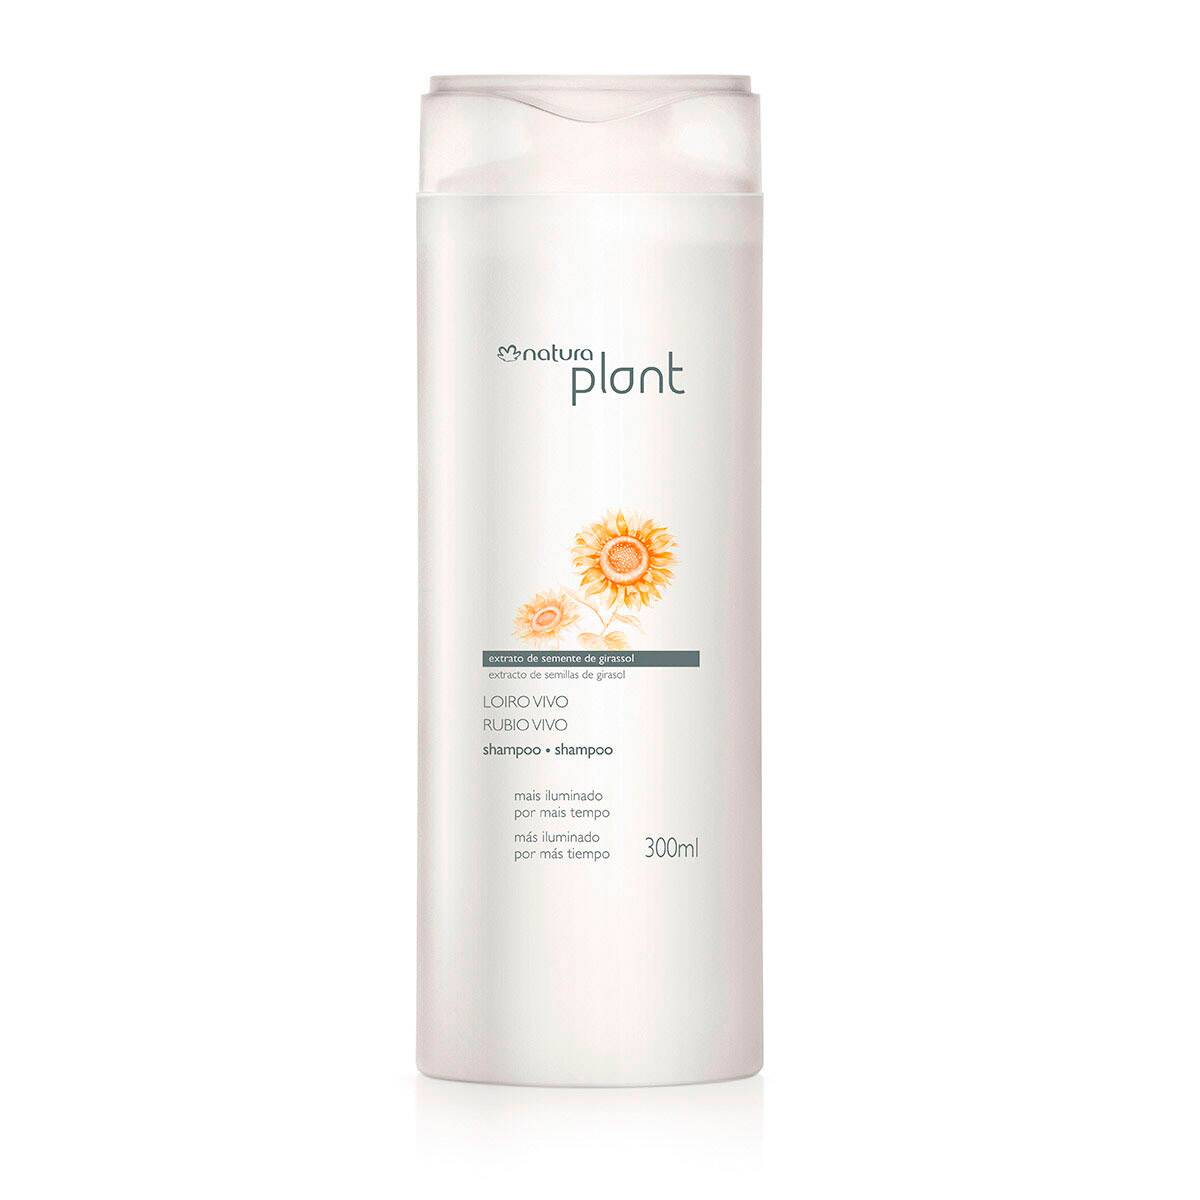 natura
plant
extrato de semente de girassol
extracto de semillas de girasol
LOIRO VIVO
RUBIO VIVO
shampoo • shampoo
mais iluminado
por mais tempo
más iluminado
por más tiempo
300ml